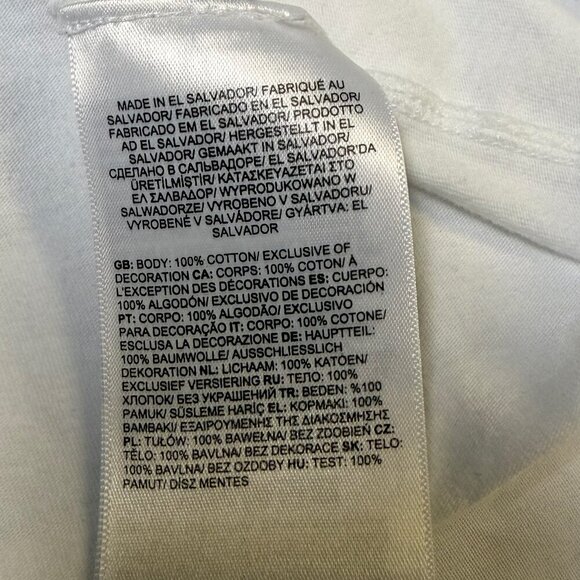 MADE IN EL SALVADOR/ FABRIQUÉ AU
SALVADOR/ FABRICADO EN EL SALVADOR/
FABRICADO EM EL SALVADOR/ PRODOTTO
AD EL SALVADOR/ HERGESTELLT IN EL
SALVADOR/ GEMAAKT IN SALVADOR/
СДЕЛАНО В САЛЬВАДОРЕ/ EL SALVADOR'DA
ÜRETİLMİŞTİR/ ΚΑΤΑΣΚΕΥΑΖΕΤΑΙ ΣΤΟ
ΕΛ ΣΑΛΒΑΔΟΡ/ WYPRODUKOWANO W
SALWADORZE/ VYROBENO V SALVADORU/
VYROBENÉ V SALVÁDORE/ GYÁRTVA: EL
SALVADOR
GB: BODY: 100% COTTON/ EXCLUSIVE OF
DECORATION CA: CORPS: 100% COTON/ À
L'EXCEPTION DES DÉCORATIONS ES: CUERPO:
100% ALGODÓN/ EXCLUSIVO DE DECORACIÓN
PT: CORPO: 100% ALGODÃO/ EXCLUSIVO
PARA DECORAÇÃO IT: CORPO: 100% COTONE/
ESCLUSA LA DECORAZIONE DE: HAUPTTEIL:
100% BAUMWOLLE/ AUSSCHLIESSLICH
DEKORATION NL: LICHAAM: 100% KATOEN/
EXCLUSIEF VERSIERING RU: ТЕЛО: 100%
ХЛОПОК/ БЕЗ УКРАШЕНИЙ TR: BEDEN: %100
PAMUK/ SÜSLEME HARİÇ EL: ΚΟΡΜΑΚΙ: 100%
ΒΑΜΒΑΚΙ/ ΕΞΑΙΡΟΥΜΕΝΗΣ ΤΗΣ ΔΙΑΚΟΣΜΗΣΗΣ
PL: TUŁÓW: 100% BAWEŁNA/ BEZ ZDOBIEŃ CZ:
TĚLO: 100% BAVLNA/ BEZ DEKORACE SK: TELO:
100% BAVLNA/ BEZ OZDOBY HU: TEST: 100%
PAMUT/ DÍSZ MENTES